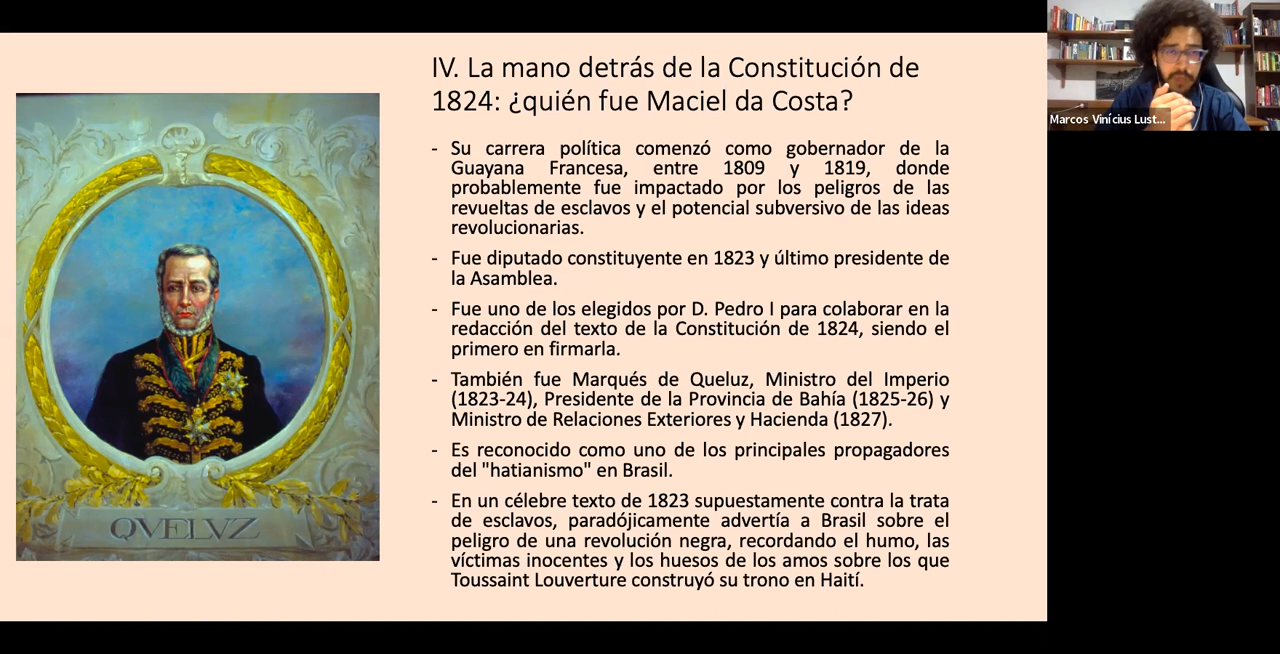 IV. La mano detrás de la Constitución de
1824: ¿quién fue Maciel da Costa?
- Su carrera política comenzó como gobernador de la
Guayana Francesa, entre 1809 y 1819, donde
probablemente fue impactado por los peligros de las
revueltas de esclavos y el potencial subversivo de las ideas
revolucionarias.
- Fue diputado constituyente en 1823 y último presidente de
la Asamblea.
- Fue uno de los elegidos por D. Pedro I para colaborar en la
redacción del texto de la Constitución de 1824, siendo el
primero en firmarla.
- También fue Marqués de Queluz, Ministro del Imperio
(1823-24), Presidente de la Provincia de Bahía (1825-26) y
Ministro de Relaciones Exteriores y Hacienda (1827).
- Es reconocido como uno de los principales propagadores
del "hatianismo" en Brasil.
- En un célebre texto de 1823 supuestamente contra la trata
de esclavos, paradójicamente advertía a Brasil sobre el
peligro de una revolución negra, recordando el humo, las
víctimas inocentes y los huesos de los amos sobre los que
Toussaint Louverture construyó su trono en Haití.
QVELVZ
Marcos Vinícius Lust...